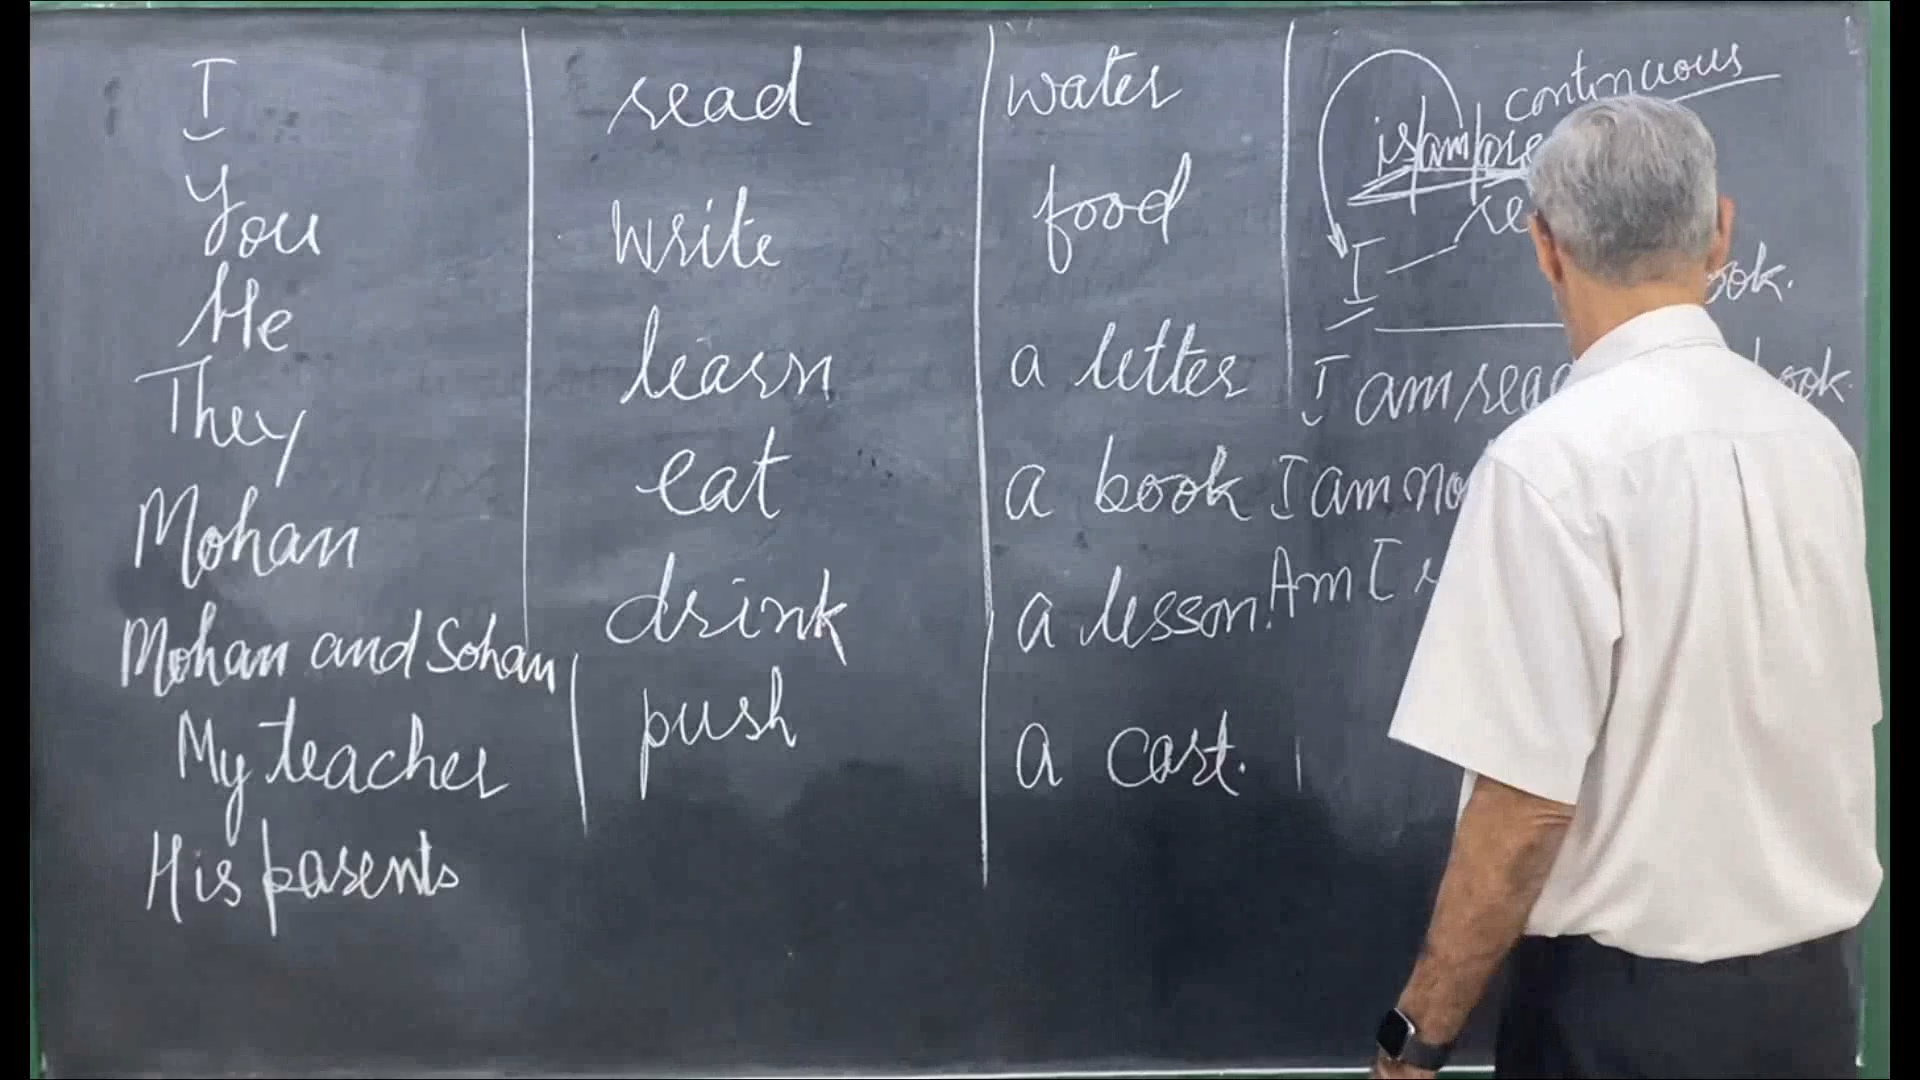 I
You
He
They
Mohan
Mohan and Sohan
My teacher
His parents
read
write
learn
eat
drink
push
water
food
a letter
a book
a lesson.
a cart.
continuous
is/am/are
I
I am
I am
Am I